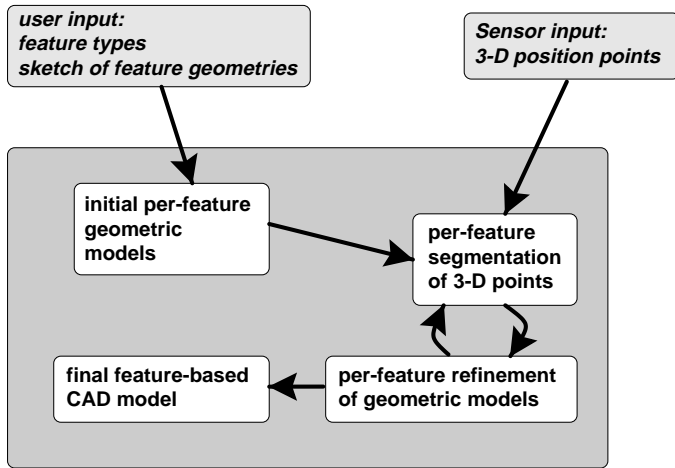 user input:
feature types
sketch of feature geometries
Sensor input:
3-D position points
initial per-feature
geometric
models
per-feature
segmentation
of 3-D points
final feature-based
CAD model
per-feature refinement
of geometric models